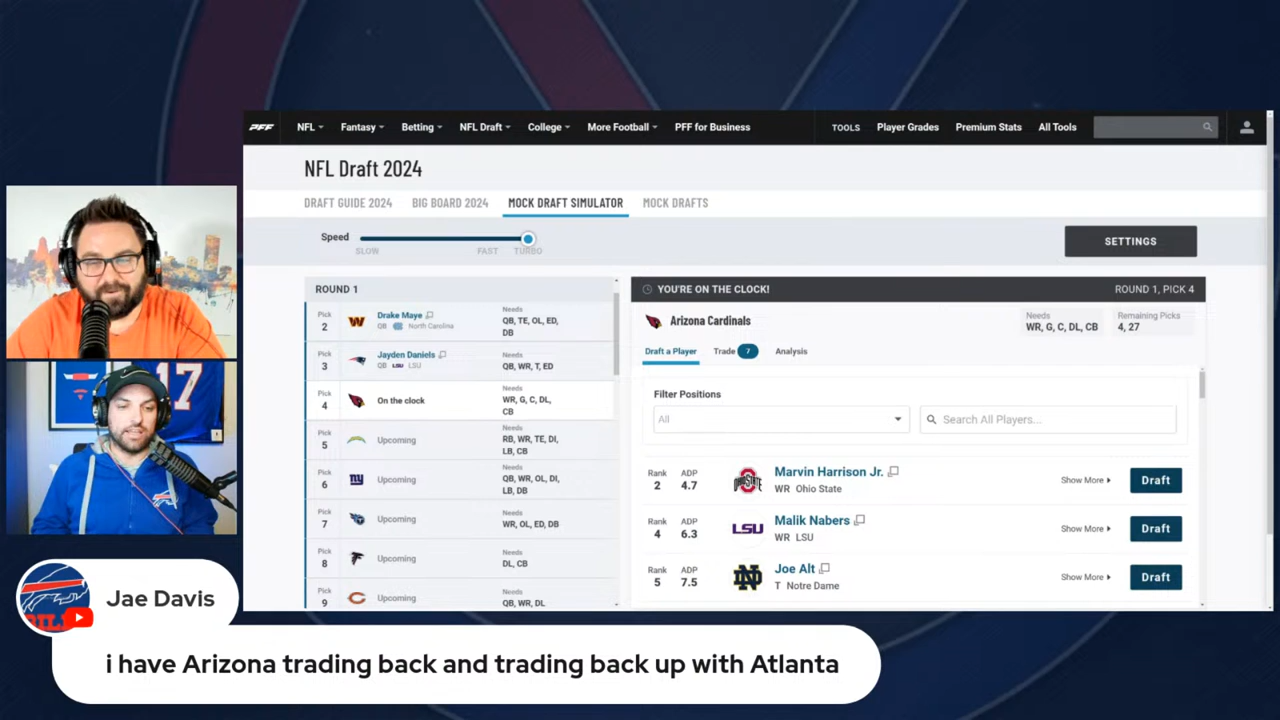 PFF
NFL
Fantasy
Betting
NFL Draft
College
More Football
PFF for Business
TOOLS
Player Grades
Premium Stats
All Tools
NFL Draft 2024
DRAFT GUIDE 2024
BIG BOARD 2024
MOCK DRAFT SIMULATOR
MOCK DRAFTS
Speed
SLOW
FAST
TURBO
SETTINGS
ROUND 1
Pick
2
Drake Maye
QB North Carolina
Needs
QB, TE, OL, ED,
DB
Pick
3
Jayden Daniels
QB LSU LSU
Needs
QB, WR, T, ED
Pick
4
On the clock
Needs
WR, G, C, DL,
CB
Pick
5
Upcoming
Needs
RB, WR, TE, DI,
LB, CB
Pick
6
ny
Upcoming
Needs
QB, WR, OL, DI,
LB, DB
Pick
7
Upcoming
Needs
WR, OL, ED, DB
Pick
8
Upcoming
Needs
DL, CB
Pick
9
Upcoming
Needs
QB, WR, DL
YOU'RE ON THE CLOCK!
ROUND 1, PICK 4
Arizona Cardinals
Needs
WR, G, C, DL, CB
Remaining Picks
4, 27
Draft a Player
Trade 7
Analysis
Filter Positions
All
Search All Players...
Rank
2
ADP
4.7
OHIO STATE
Marvin Harrison Jr.
WR Ohio State
Show More
Draft
Rank
4
ADP
6.3
LSU
Malik Nabers
WR LSU
Show More
Draft
Rank
5
ADP
7.5
ND
Joe Alt
T Notre Dame
Show More
Draft
17
Jae Davis
i have Arizona trading back and trading back up with Atlanta